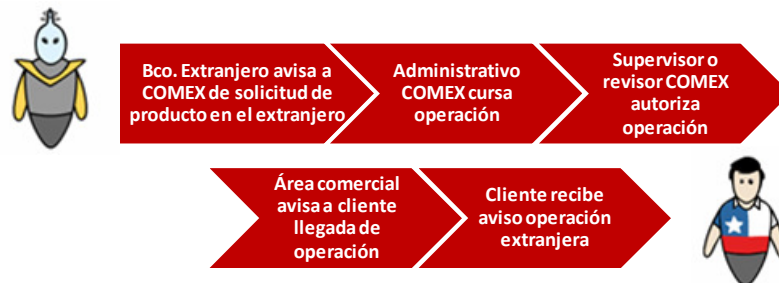 Bco. Extranjero avisa a
COMEX de solicitud de
producto en el extranjero
Administrativo
COMEX cursa
operación
Supervisor o
revisor COMEX
autoriza
operación
Área comercial
avisa a cliente
llegada de
operación
Cliente recibe
aviso operación
extranjera